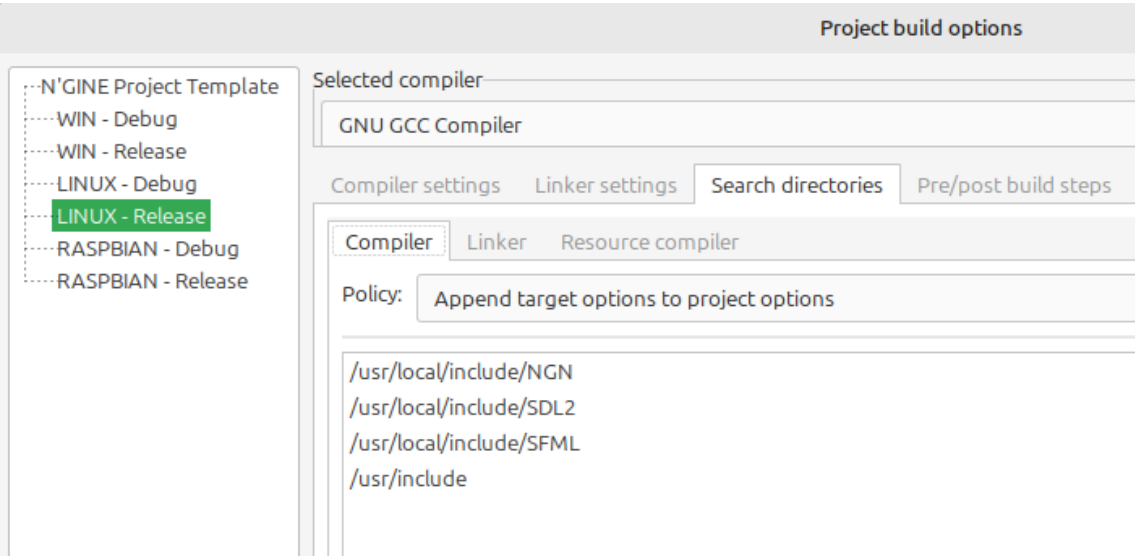 Project build options
N'GINE Project Template
WIN - Debug
WIN - Release
LINUX - Debug
LINUX - Release
RASPBIAN - Debug
RASPBIAN - Release
Selected compiler
GNU GCC Compiler
Compiler settings Linker settings Search directories Pre/post build steps
Compiler Linker Resource compiler
Policy: Append target options to project options
/usr/local/include/NGN
/usr/local/include/SDL2
/usr/local/include/SFML
/usr/include